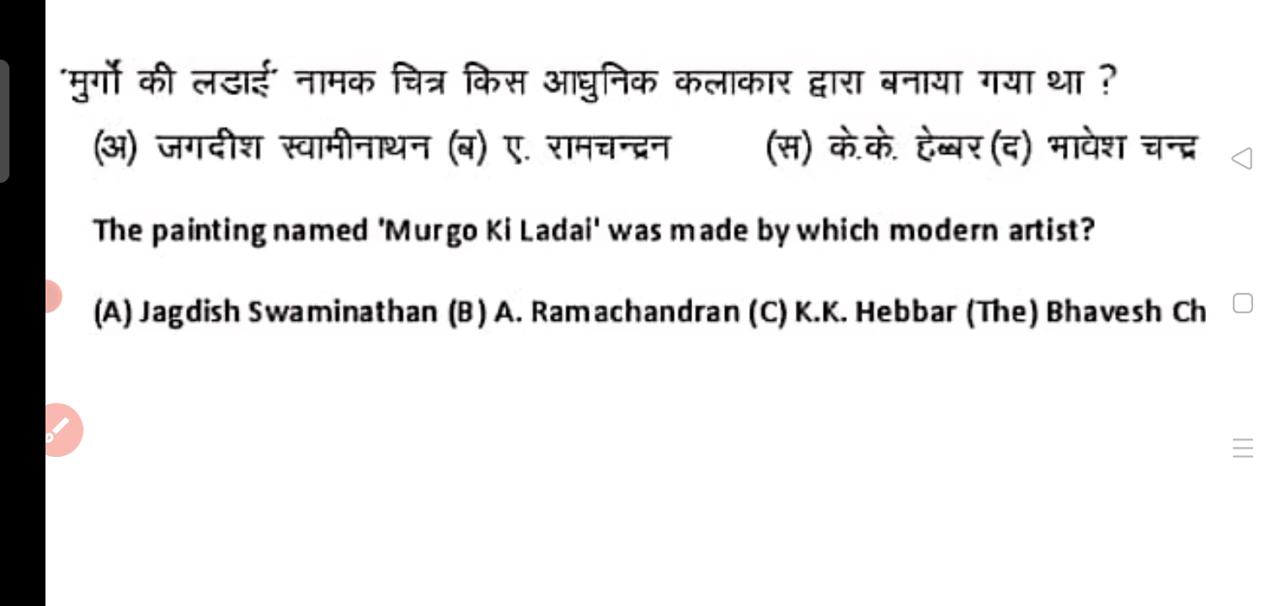 'मुर्गों की लडाई' नामक चित्र किस आधुनिक कलाकार द्वारा बनाया गया था ?
(अ) जगदीश स्वामीनाथन (ब) ए. रामचन्द्रन (स) के.के. हेब्बर (द) भावेश चन्द्र
The painting named 'Murgo Ki Ladai' was made by which modern artist?
(A) Jagdish Swaminathan (B) A. Ramachandran (C) K.K. Hebbar (The) Bhavesh Ch